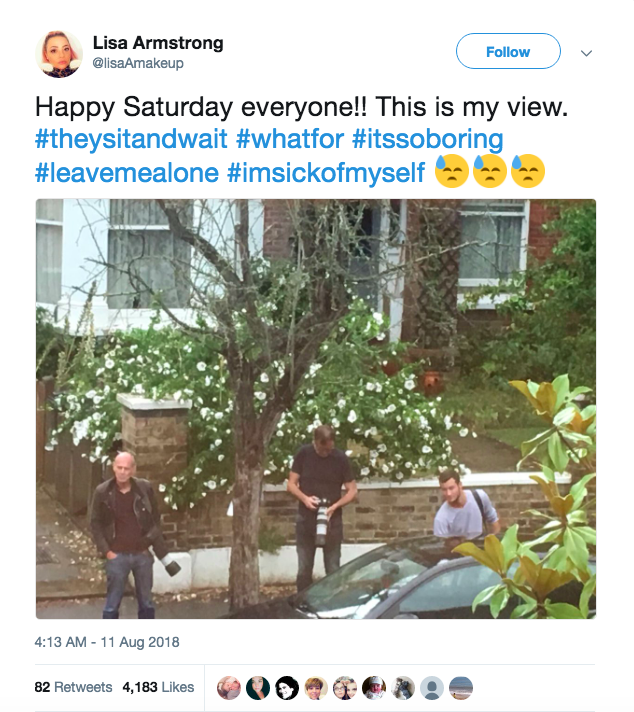 Lisa Armstrong
@lisaAmakeup
Follow
Happy Saturday everyone!! This is my view.
#theysitandwait #whatfor #itssoboring
#leavemealone #imsickofmyself 😓😓😓
4:13 AM - 11 Aug 2018
82 Retweets 4,183 Likes